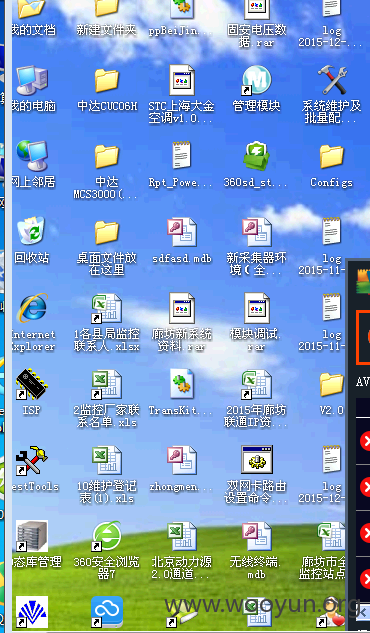 我的文档
新建文件夹
ppBeiJin...
固安电压数
据.rar
log
2015-12-...
我的电脑
中达CUC06H
STC上海大金
空调v1.0...
管理模块
系统维护及
批量配...
网上邻居
中达
MCS3000(...
Rpt_Powe...
360sd_st...
Configs
回收站
桌面文件放
在这里
sdfasd.mdb
新采集器环
境(全...
log
2015-11-...
Internet
Explorer
1各县局监控
联系人.xlsx
廊坊新系统
资料.rar
模块调试.
rar
log
2015-11-...
ISP
2监控厂家联
系名单.xls
TransKit...
2015年廊坊
联通IP资...
V2.0
AV
estTools
10维护登记
表(1).xls
zhongmen...
双网卡路由
设置命令...
log
2015-12-...
态库管理
360安全浏览
器7
北京动力源
2.0通道...
无线终端.
mdb
廊坊市全
监控站点
www.wooyun.org